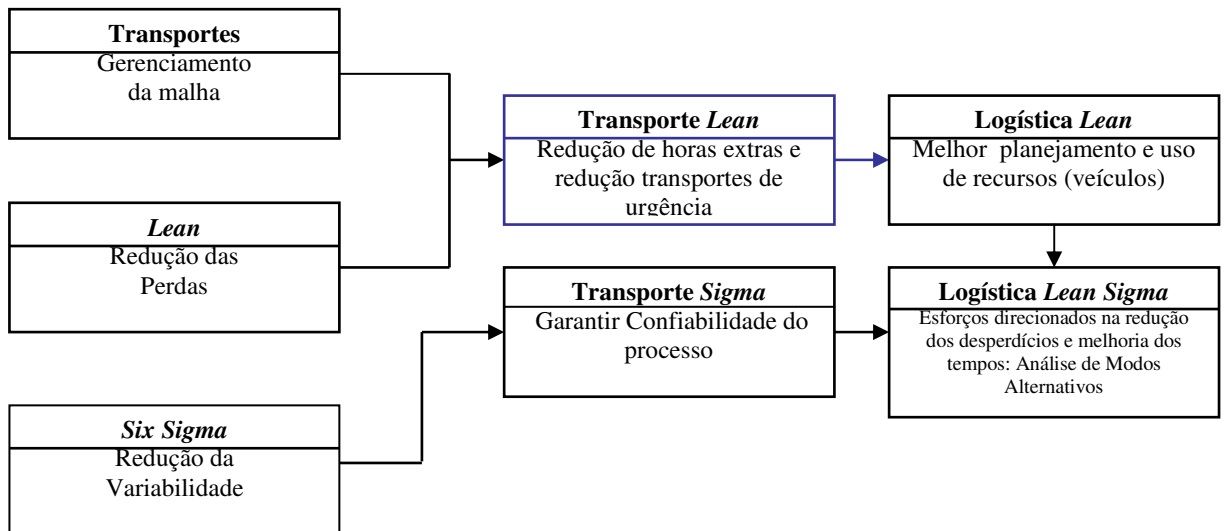 Transportes
Gerenciamento
da malha
Lean
Redução das
Perdas
Six Sigma
Redução da
Variabilidade
Transporte Lean
Redução de horas extras e
redução transportes de
urgência
Transporte Sigma
Garantir Confiabilidade do
processo
Logística Lean
Melhor planejamento e uso
de recursos (veículos)
Logística Lean Sigma
Esforços direcionados na redução
dos desperdícios e melhoria dos
tempos: Análise de Modos
Alternativos